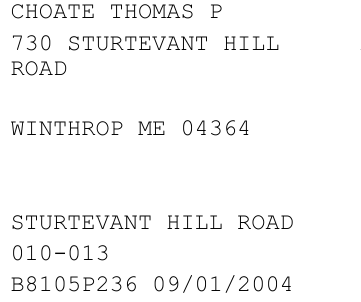 CHOATE THOMAS P
730 STURTEVANT HILL
ROAD
WINTHROP ME 04364
STURTEVANT HILL ROAD
010-013
B8105P236 09/01/2004